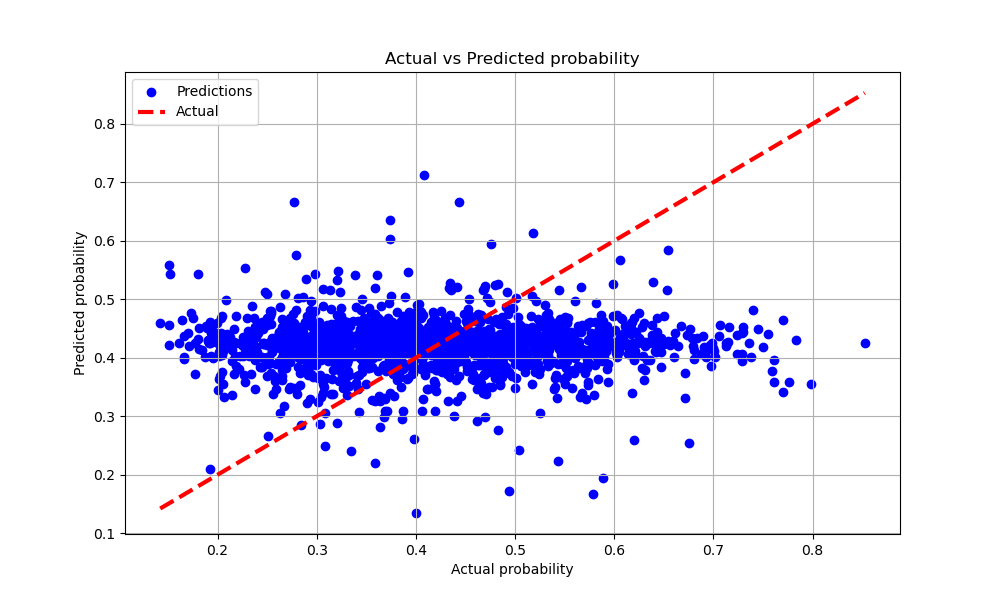 Actual vs Predicted probability
Predictions
Actual
0.8
0.7
0.6
0.5
0.4
0.3
0.2
0.1
Predicted probability
0.2 0.3 0.4 0.5 0.6 0.7 0.8
Actual probability